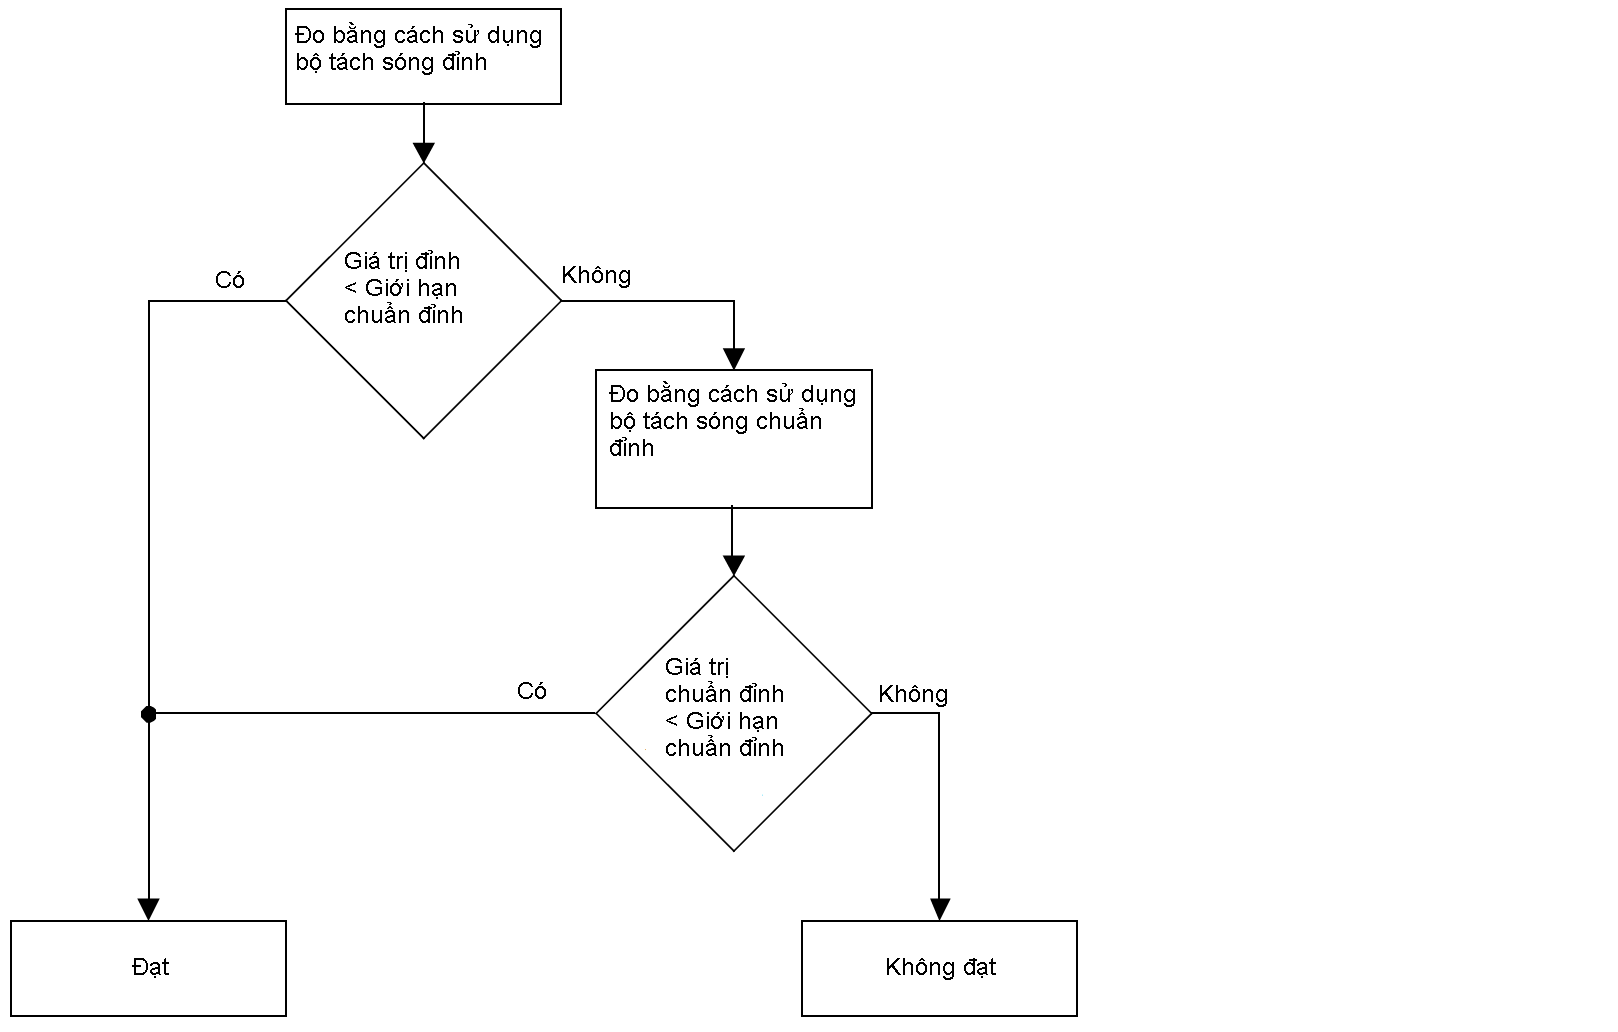 Đo bằng cách sử dụng
bộ tách sóng đỉnh
Giá trị đỉnh
< Giới hạn
chuẩn đỉnh
Có
Không
Đo bằng cách sử dụng
bộ tách sóng chuẩn
đỉnh
Giá trị
chuẩn đỉnh
< Giới hạn
chuẩn đỉnh
Có
Không
Đạt
Không đạt